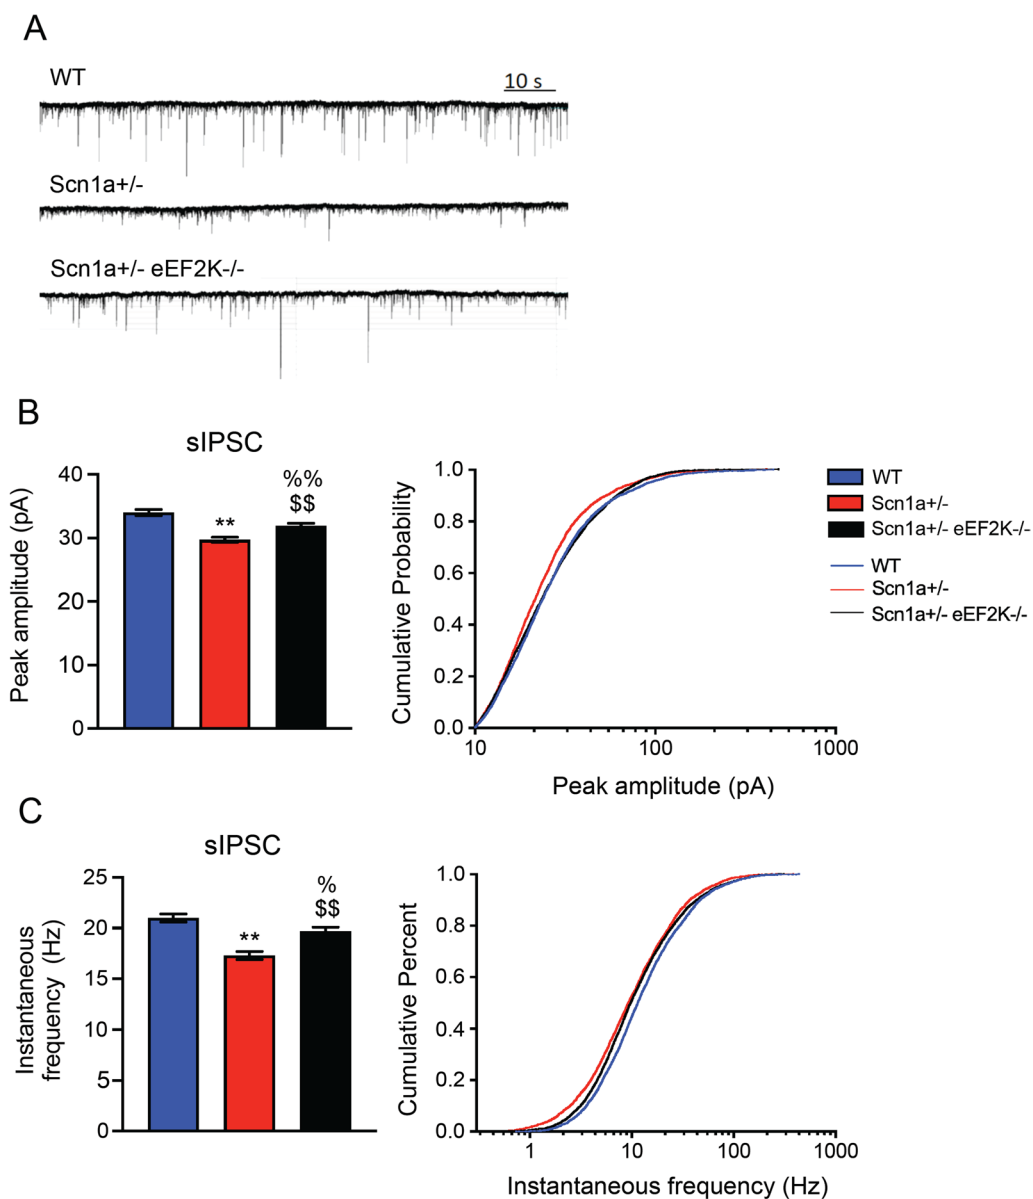 A
WT
10 s
Scn1a+/-
Scn1a+/- eEF2K-/-
B
sIPSC
Peak amplitude (pA)
40
30
20
10
0
**
%%
$$
Cumulative Probability
1.0
0.8
0.6
0.4
0.2
0.0
10
100
1000
Peak amplitude (pA)
WT
Scn1a+/-
Scn1a+/- eEF2K-/-
WT
Scn1a+/-
Scn1a+/- eEF2K-/-
C
sIPSC
Instantaneous
frequency (Hz)
25
20
15
10
5
0
**
%
$$
Cumulative Percent
1.0
0.8
0.6
0.4
0.2
0.0
1
10
100
1000
Instantaneous frequency (Hz)